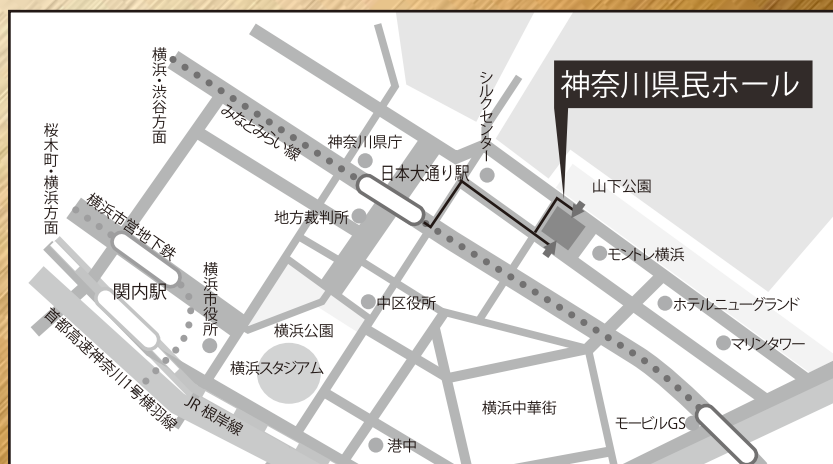 神奈川県民ホール
横浜・渋谷方面
シルクセンター
みなとみらい線
神奈川県庁
桜木町・横浜方面
日本大通り駅
山下公園
地方裁判所
横浜市営地下鉄
モントレ横浜
横浜市役所
関内駅
中区役所
ホテルニューグランド
横浜公園
マリンタワー
首都高速神奈川1号横羽線
横浜スタジアム
JR 根岸線
横浜中華街
モービルGS
港中